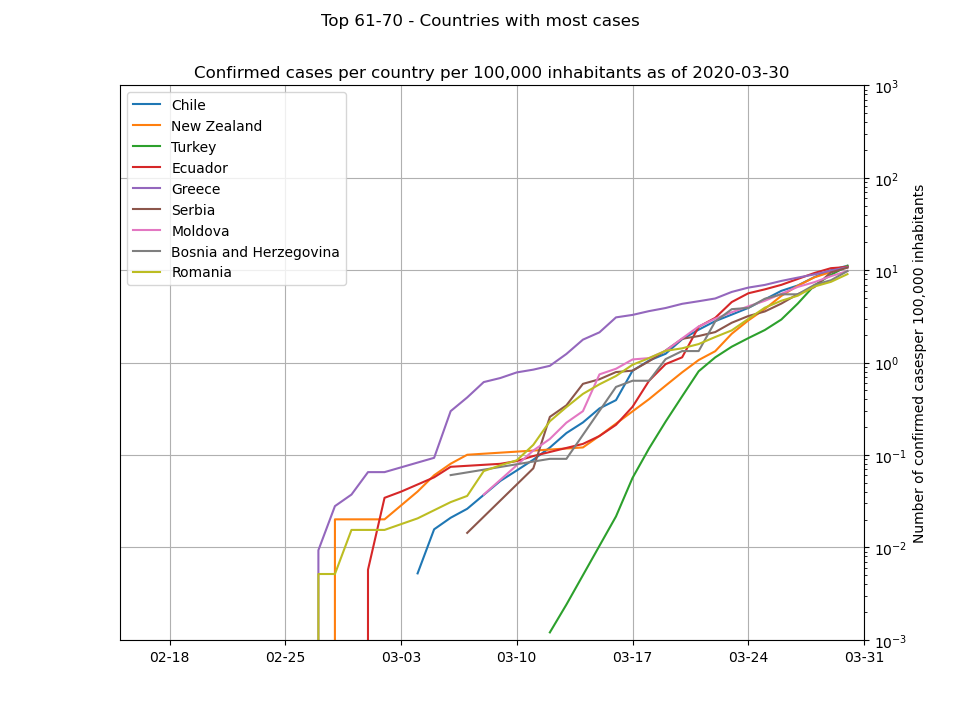 Top 61-70 - Countries with most cases
Confirmed cases per country per 100,000 inhabitants as of 2020-03-30
Chile
New Zealand
Turkey
Ecuador
Greece
Serbia
Moldova
Bosnia and Herzegovina
Romania
10³
10²
10¹
10⁰
10⁻¹
10⁻²
10⁻³
Number of confirmed casesper 100,000 inhabitants
02-18
02-25
03-03
03-10
03-17
03-24
03-31